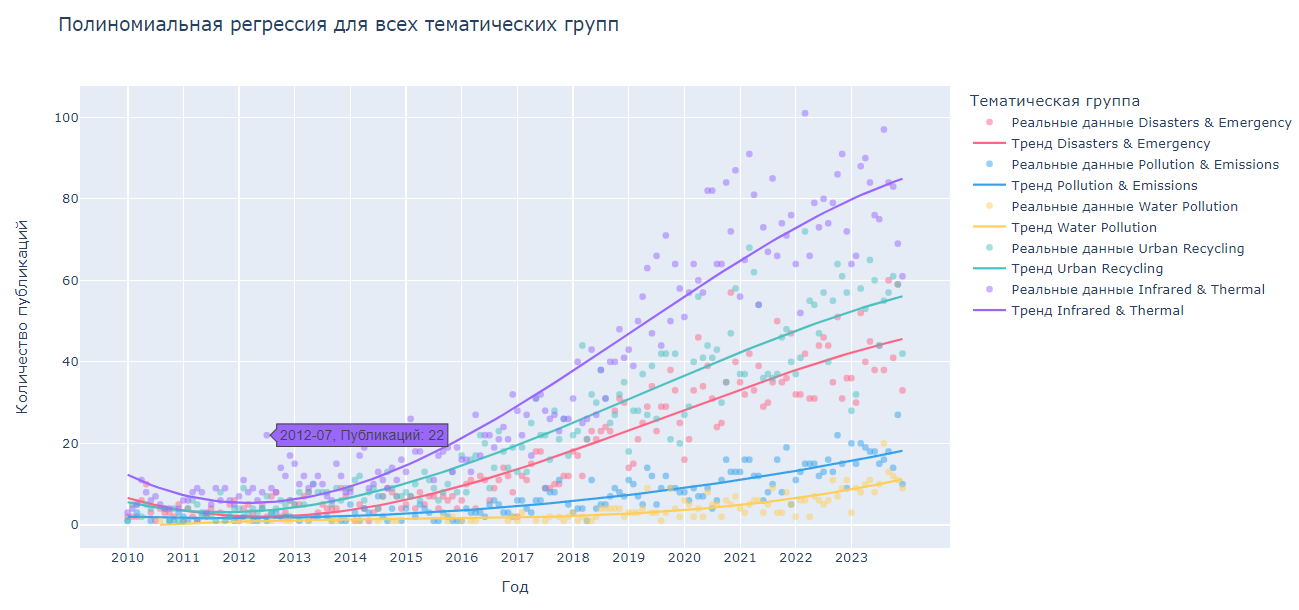 Полиномиальная регрессия для всех тематических групп
Тематическая группа
Реальные данные Disasters & Emergency
Тренд Disasters & Emergency
Реальные данные Pollution & Emissions
Тренд Pollution & Emissions
Реальные данные Water Pollution
Тренд Water Pollution
Реальные данные Urban Recycling
Тренд Urban Recycling
Реальные данные Infrared & Thermal
Тренд Infrared & Thermal
Количество публикаций
100
80
60
40
20
0
2012-07, Публикаций: 22
2010 2011 2012 2013 2014 2015 2016 2017 2018 2019 2020 2021 2022 2023
Год